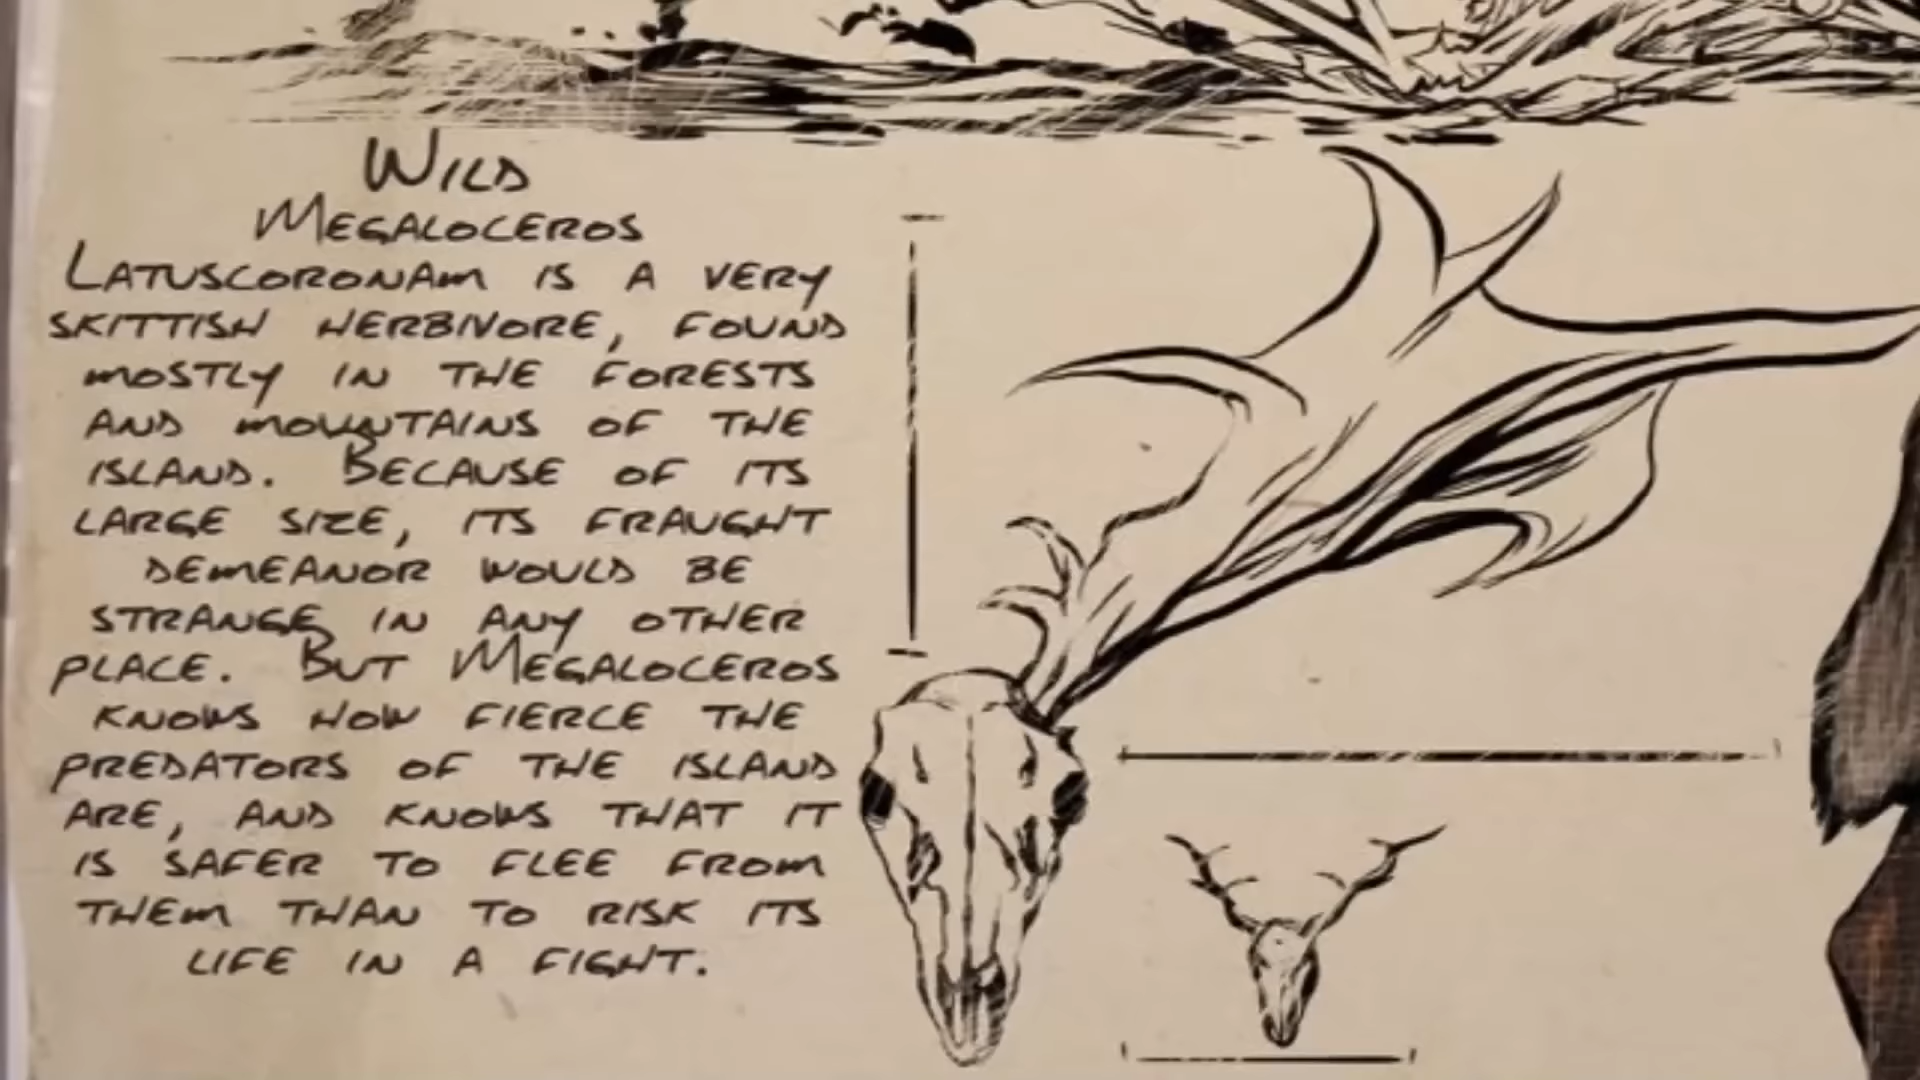 WILD
MEGALOCEROS
LATUSCORONAM IS A VERY
SKITTISH HERBIVORE, FOUND
MOSTLY IN THE FORESTS
AND MOUNTAINS OF THE
ISLAND. BECAUSE OF ITS
LARGE SIZE, ITS FRAUGHT
DEMEANOR WOULD BE
STRANGE IN ANY OTHER
PLACE. BUT MEGALOCEROS
KNOWS HOW FIERCE THE
PREDATORS OF THE ISLAND
ARE, AND KNOWS THAT IT
IS SAFER TO FLEE FROM
THEM THAN TO RISK ITS
LIFE IN A FIGHT.